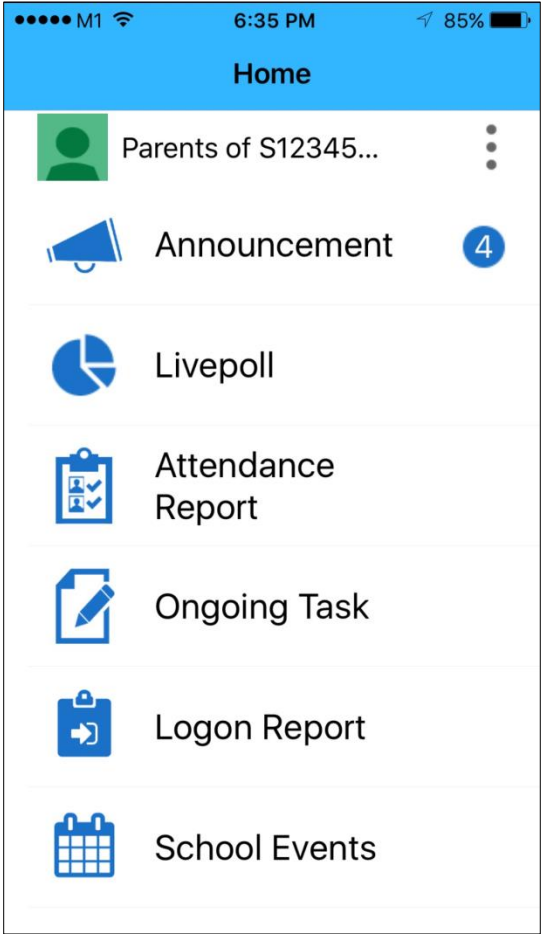 M1 6:35 PM 85%
Home
Parents of S12345...
Announcement 4
Livepoll
Attendance
Report
Ongoing Task
Logon Report
School Events